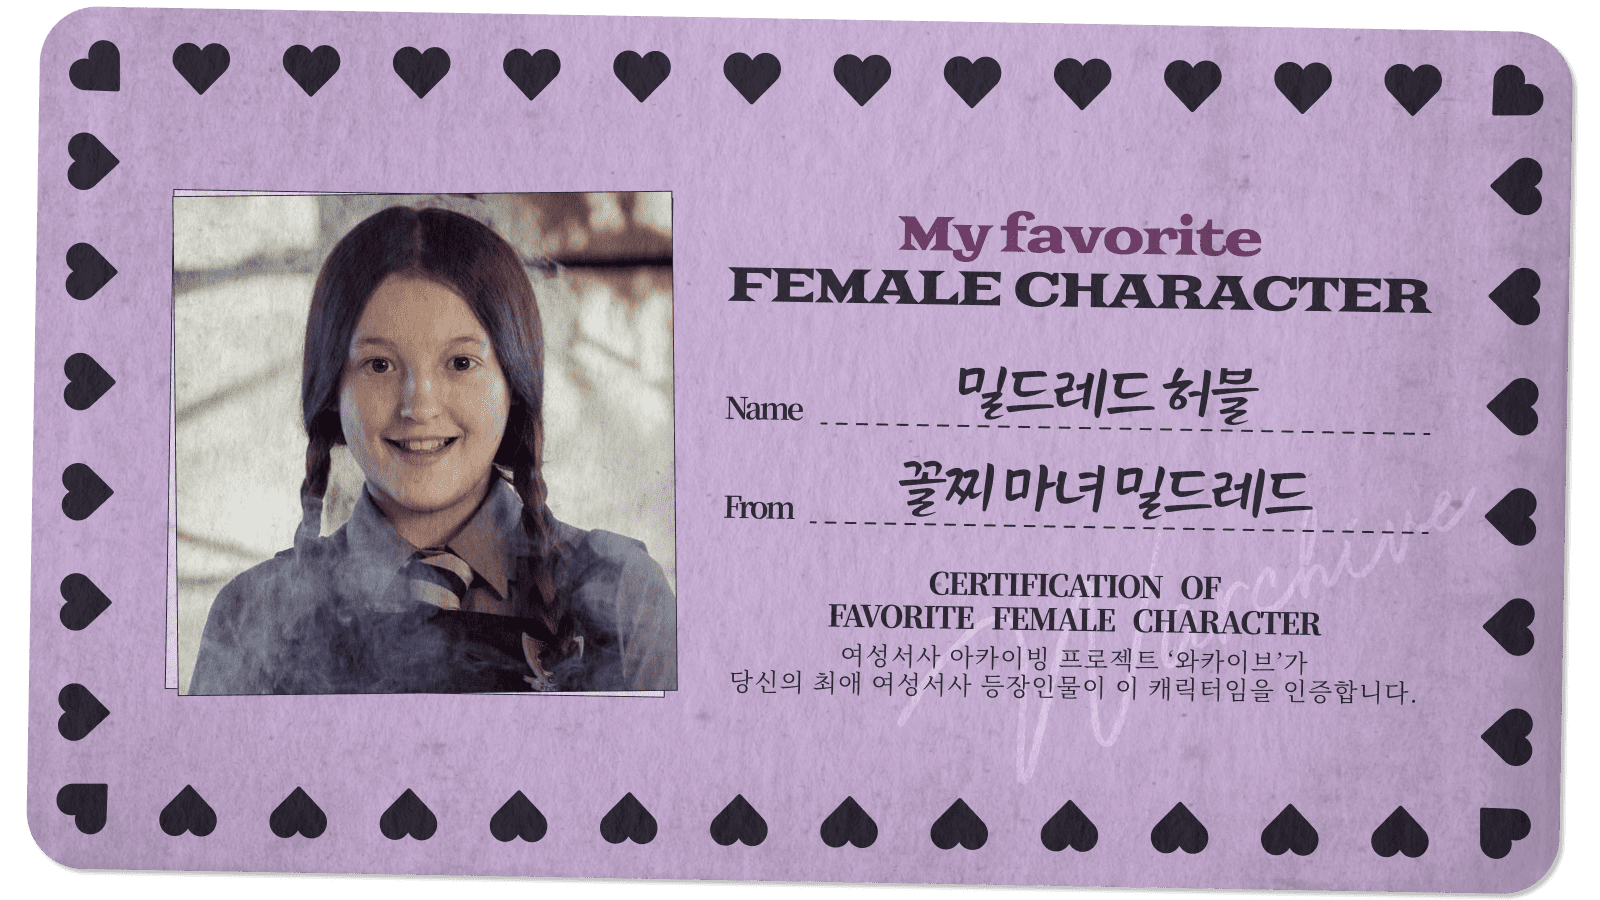 My favorite
FEMALE CHARACTER
Name 밀드레드 허블
From 꼴찌 마녀 밀드레드
CERTIFICATION OF
FAVORITE FEMALE CHARACTER
여성서사 아카이빙 프로젝트 ‘와카이브’가
당신의 최애 여성서사 등장인물이 이 캐릭터임을 인증합니다.
Warchive